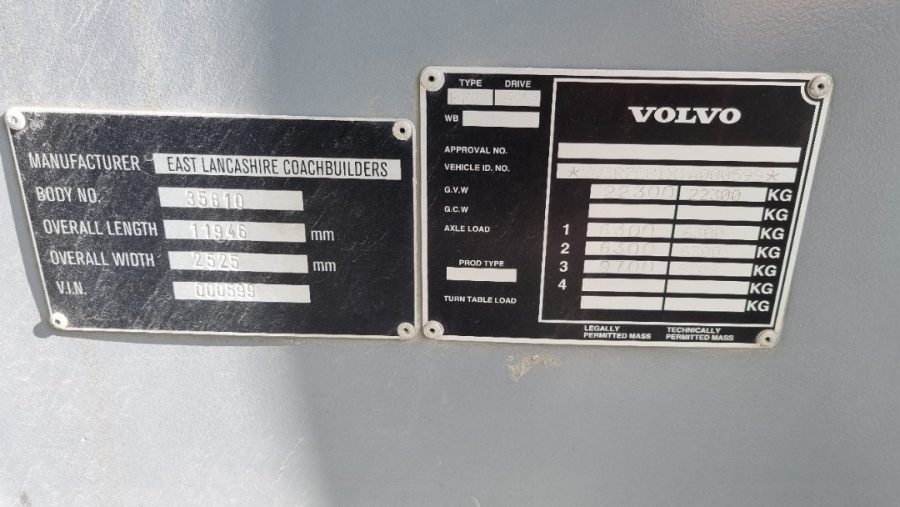 MANUFACTURER EAST LANCASHIRE COACHBUILDERS
BODY NO. 35810
OVERALL LENGTH 11946 mm
OVERALL WIDTH 2525 mm
V.I.N. 000599
TYPE DRIVE
WB
VOLVO
APPROVAL NO.
VEHICLE ID. NO.
G.V.W 22300 22300 KG
G.C.W KG
AXLE LOAD 1 6300 6300 KG
2 6300 6300 KG
PROD TYPE 3 9700 KG
4
TURN TABLE LOAD KG
LEGALLY PERMITTED MASS TECHNICALLY PERMITTED MASS